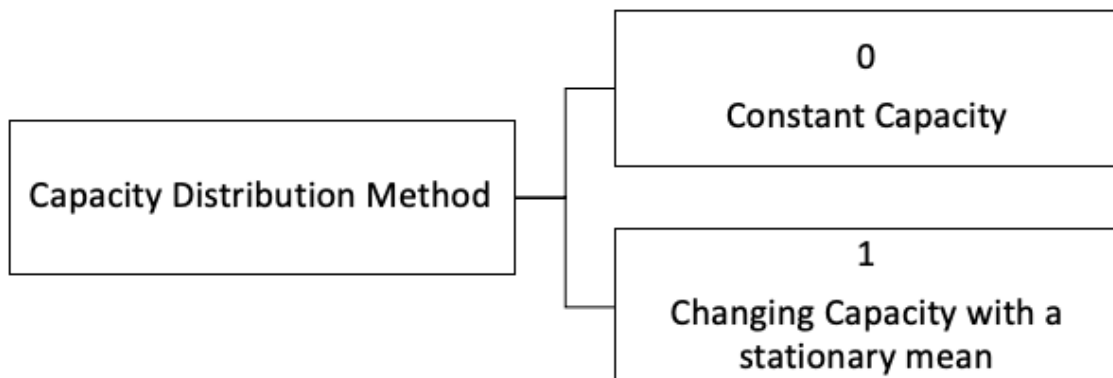 Capacity Distribution Method
0
Constant Capacity
1
Changing Capacity with a
stationary mean